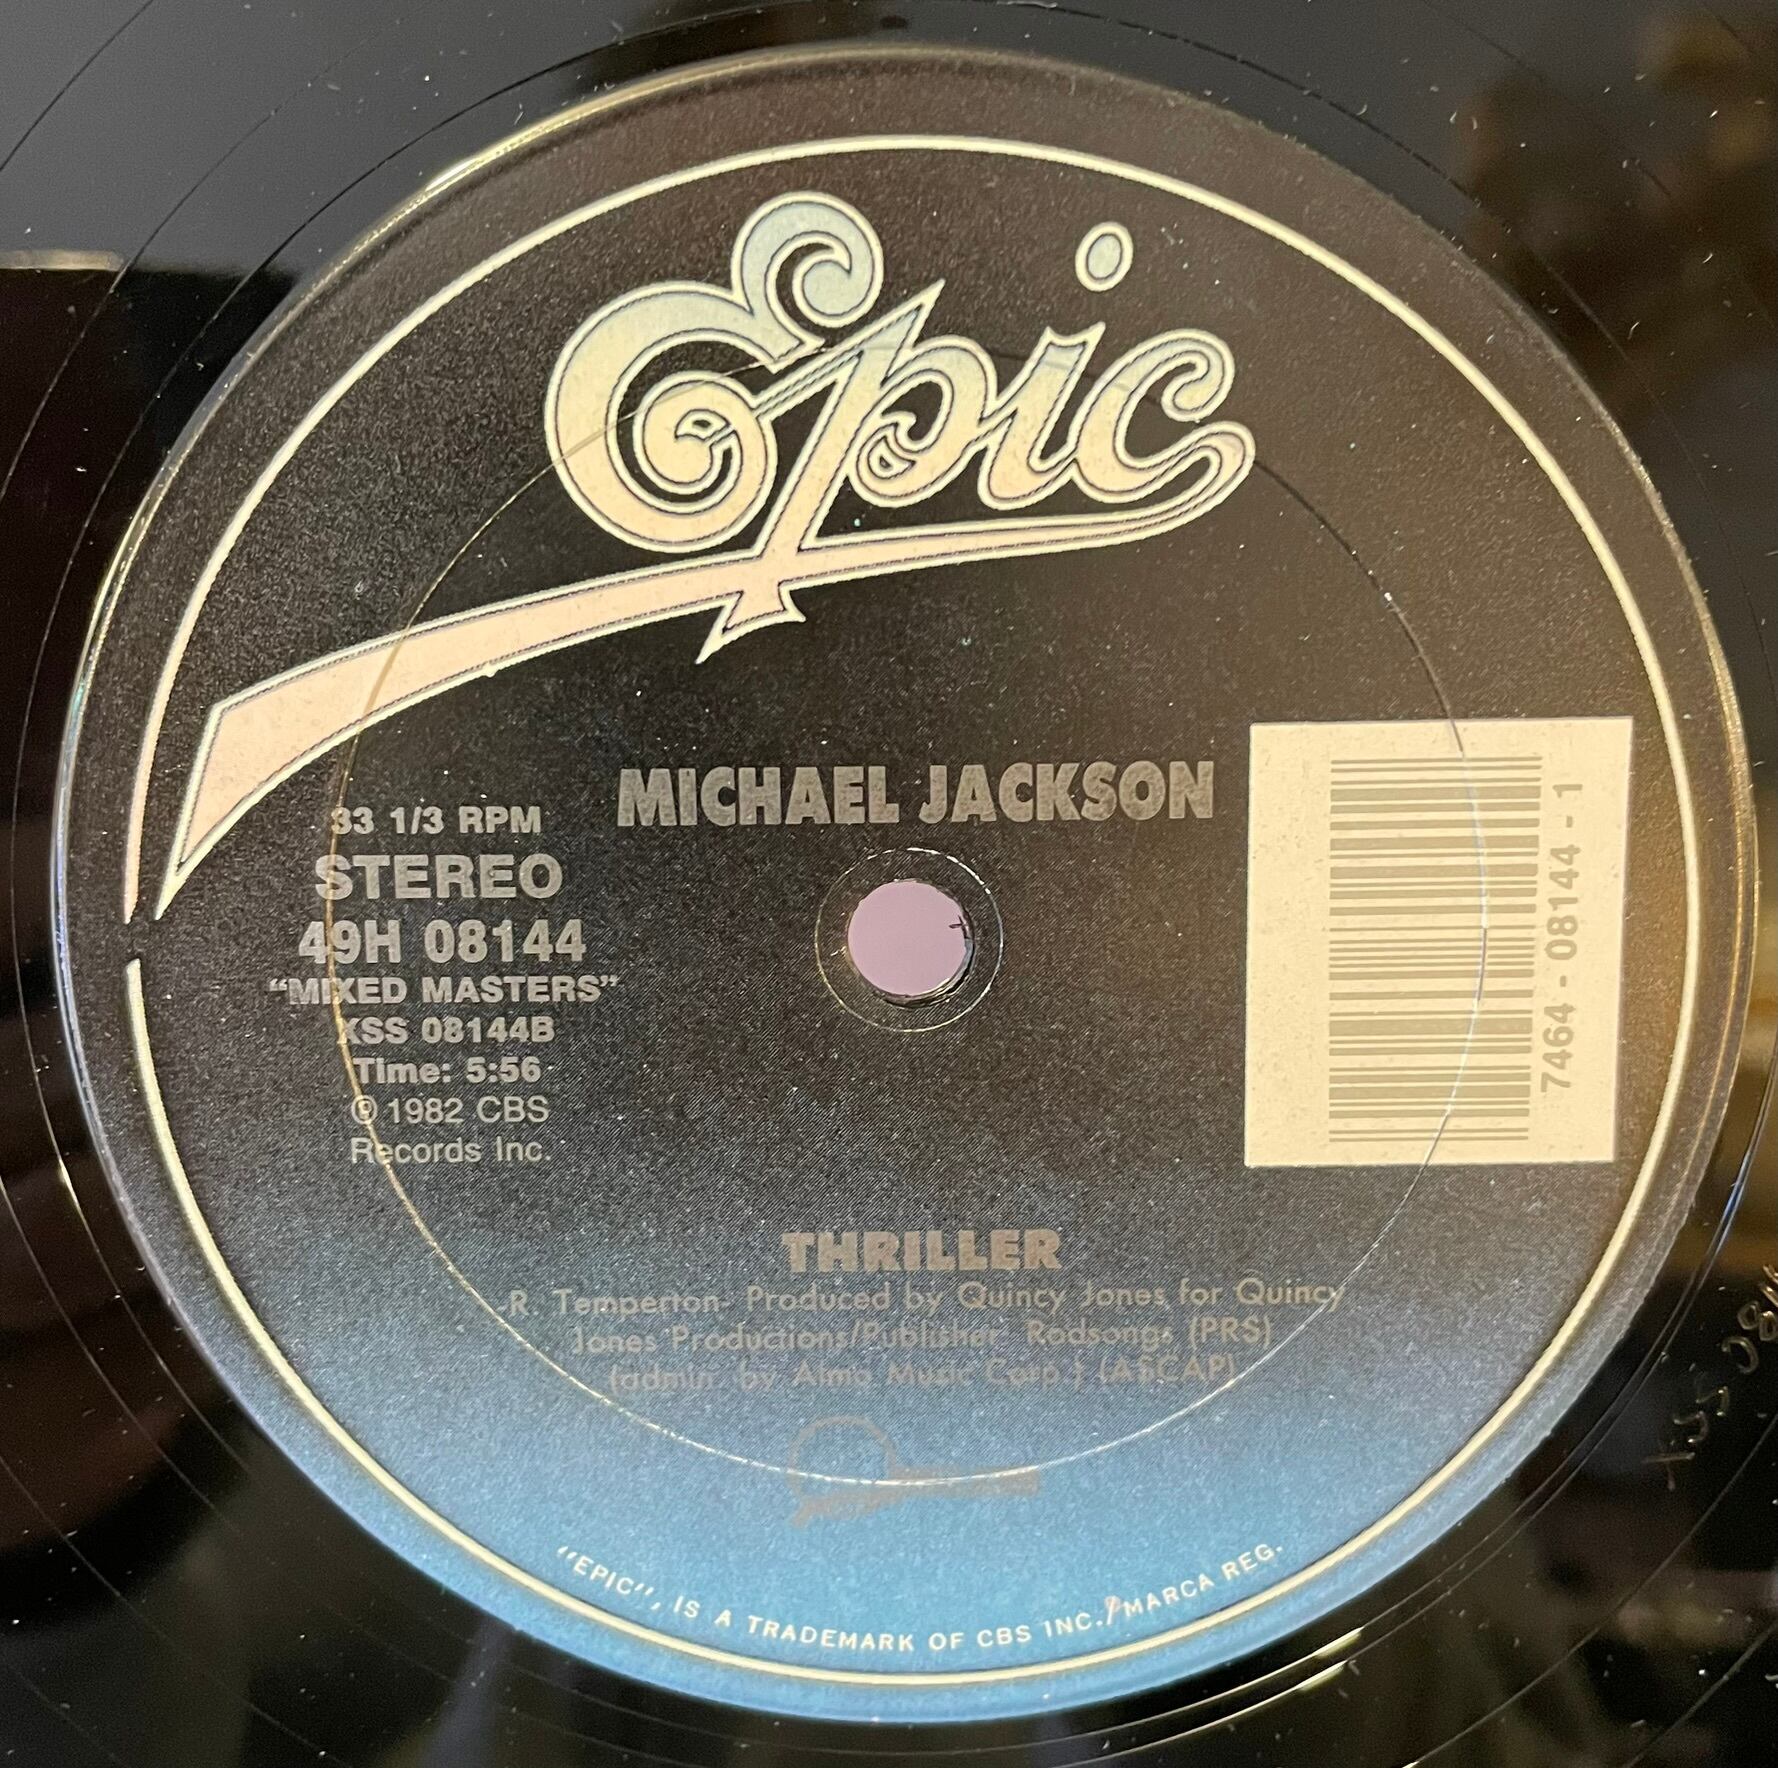 Epic
MICHAEL JACKSON
33 1/3 RPM
STEREO
49H 08144
“MIXED MASTERS”
XSS 08144B
Time: 5:56
℗ 1982 CBS
Records Inc.
7464 - 08144 - 1
THRILLER
-R. Temperton- Produced by Quincy Jones for Quincy
Jones Productions/Publisher: Rodsongs (PRS)
(admin. by Almo Music Corp.) (ASCAP)
"EPIC", IS A TRADEMARK OF CBS INC. MARCA REG.